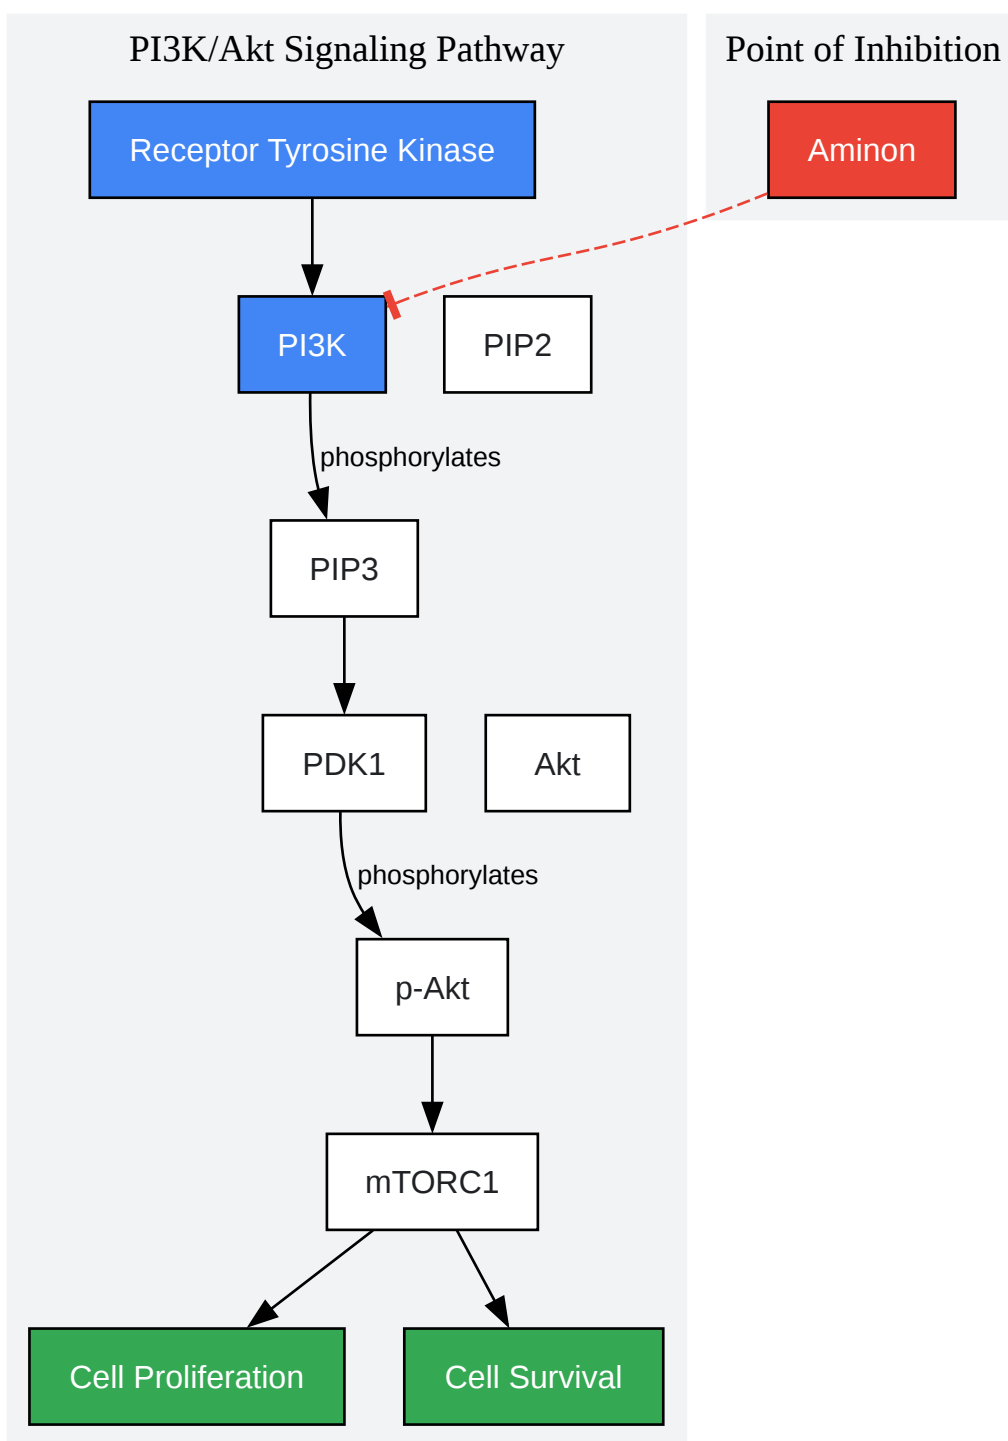 PI3K/Akt Signaling Pathway
Point of Inhibition
Receptor Tyrosine Kinase
Aminon
PI3K
PIP2
phosphorylates
PIP3
PDK1
Akt
phosphorylates
p-Akt
mTORC1
Cell Proliferation
Cell Survival